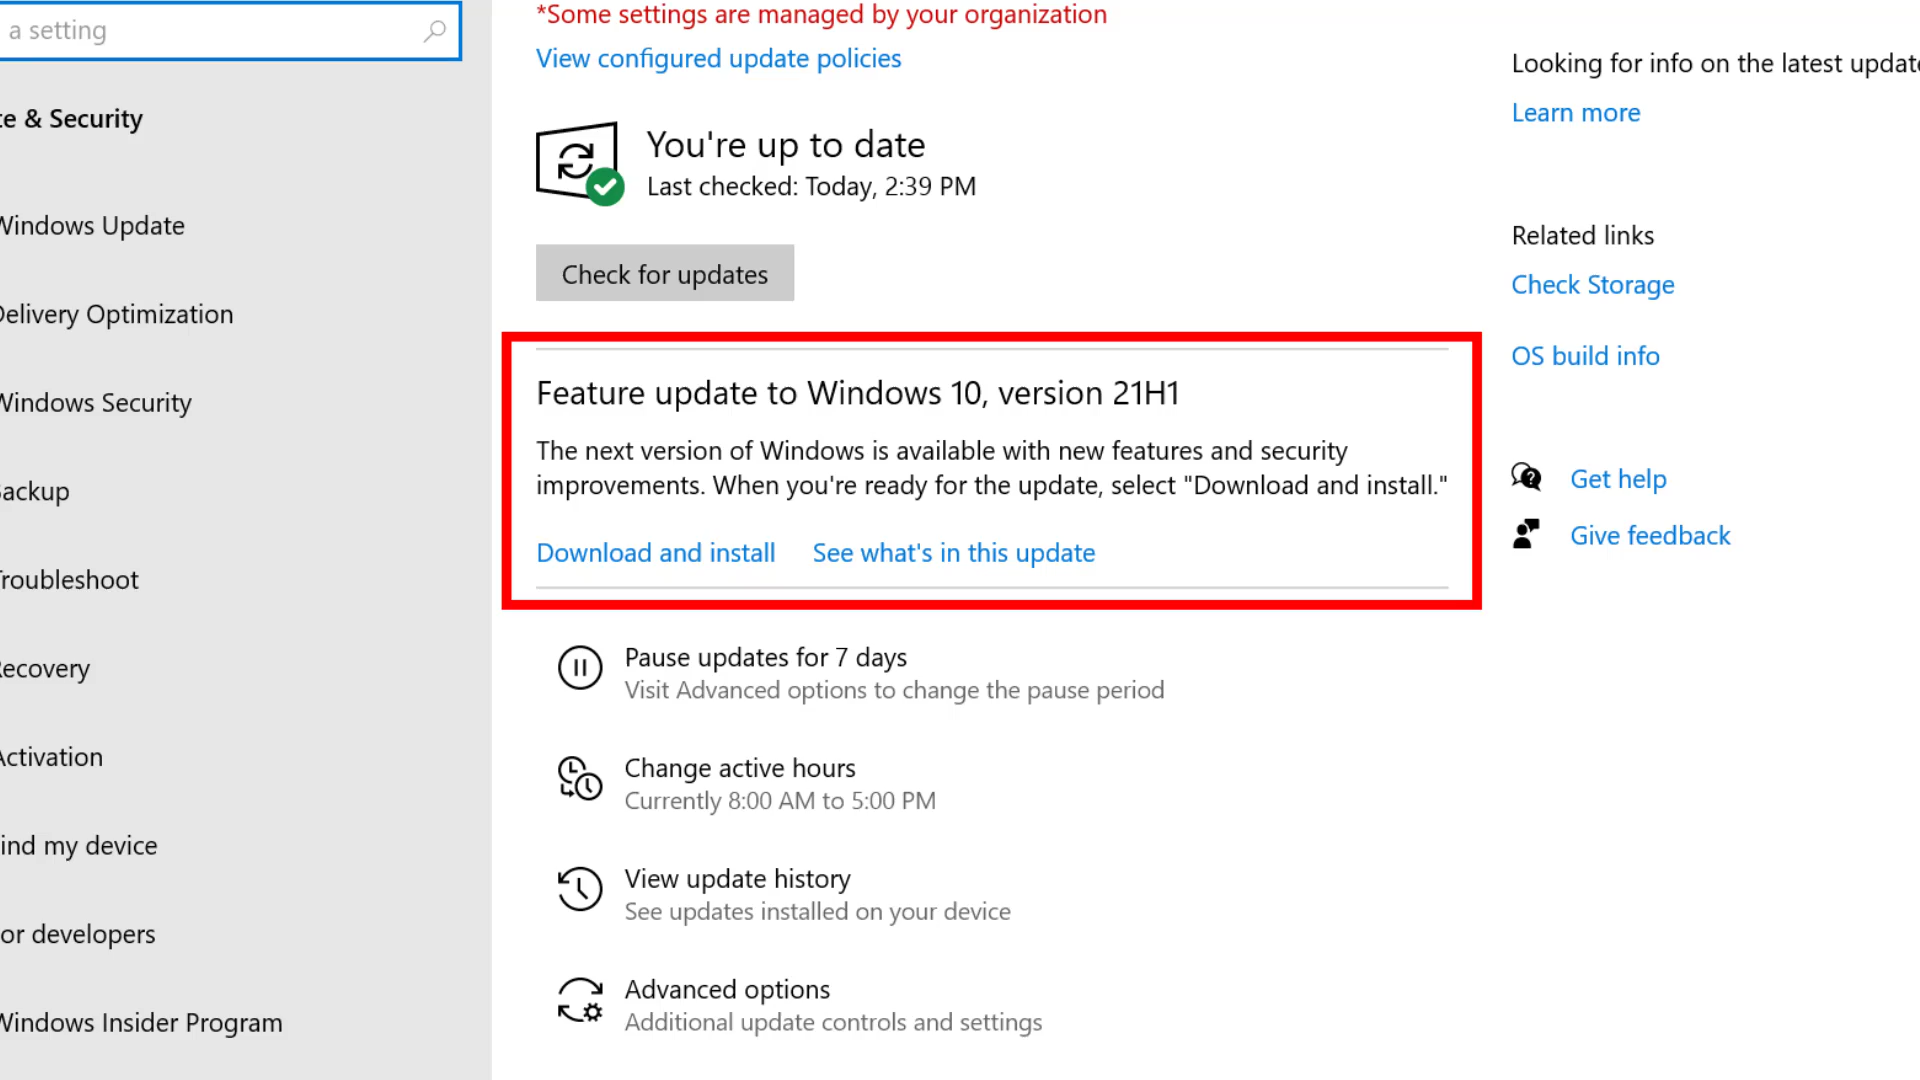 a setting
& Security
Windows Update
Delivery Optimization
Windows Security
Backup
Troubleshoot
Recovery
Activation
ind my device
or developers
Windows Insider Program
*Some settings are managed by your organization
View configured update policies
You're up to date
Last checked: Today, 2:39 PM
Check for updates
Feature update to Windows 10, version 21H1
The next version of Windows is available with new features and security
improvements. When you're ready for the update, select "Download and install."
Download and install See what's in this update
Pause updates for 7 days
Visit Advanced options to change the pause period
Change active hours
Currently 8:00 AM to 5:00 PM
View update history
See updates installed on your device
Advanced options
Additional update controls and settings
Looking for info on the latest update
Learn more
Related links
Check Storage
OS build info
Get help
Give feedback